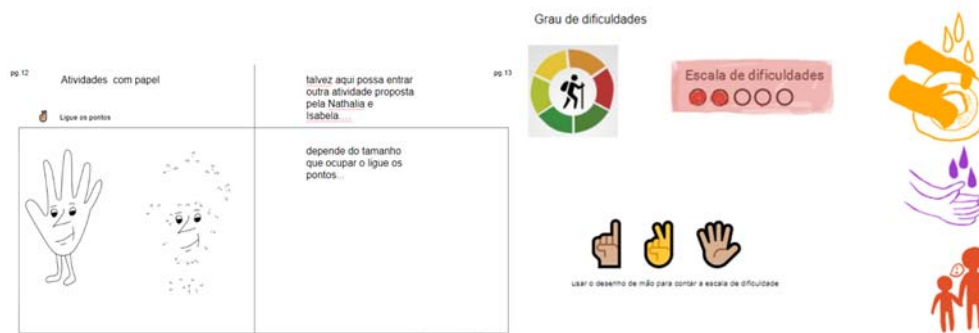 pg.12
Atividades com papel
Ligue os pontos
talvez aqui possa entrar
outra atividade proposta
pela Nathalia e
Isabela....
depende do tamanho
que ocupar o ligue os
pontos...
pg.13
Grau de dificuldades
Escala de dificuldades
usar o desenho de mão para contar a escala de dificuldade